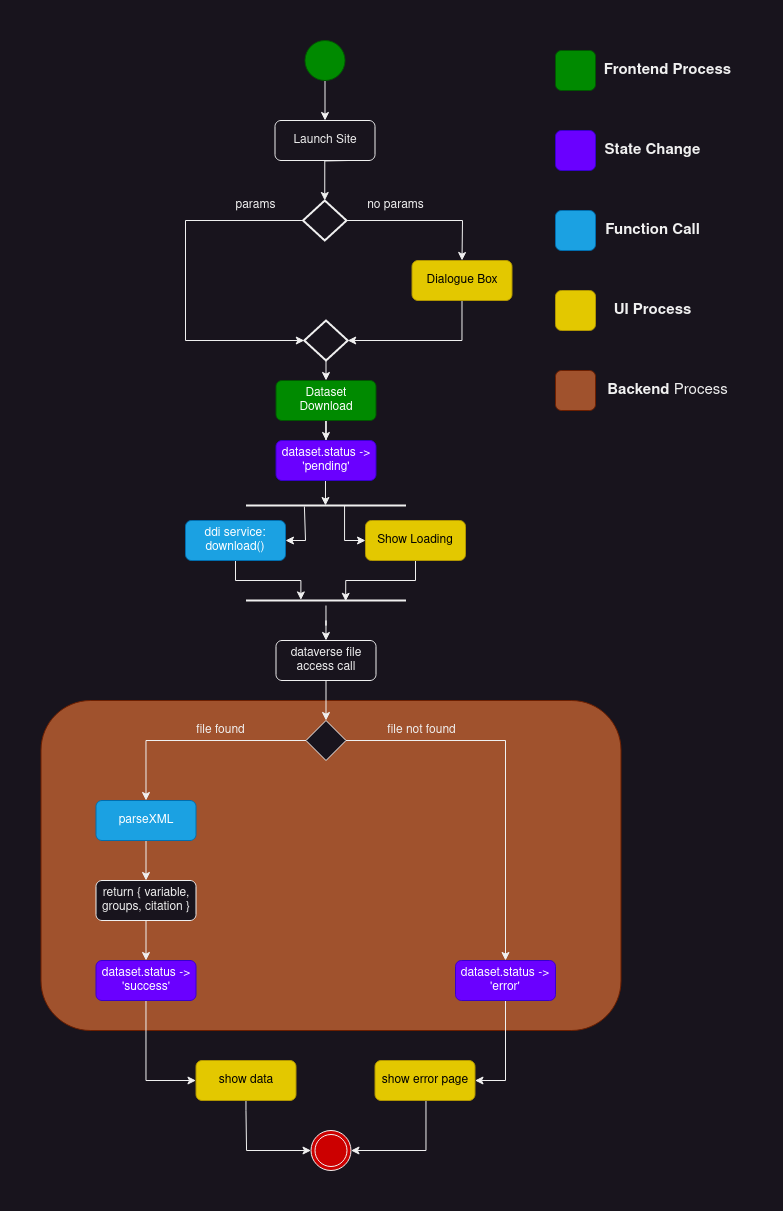 Frontend Process
Launch Site
State Change
params
no params
Function Call
Dialogue Box
UI Process
Dataset
Download
Backend Process
dataset.status ->
'pending'
ddi service:
download()
Show Loading
dataverse file
access call
file found
file not found
parseXML
return { variable,
groups, citation }
dataset.status ->
'success'
dataset.status ->
'error'
show data
show error page